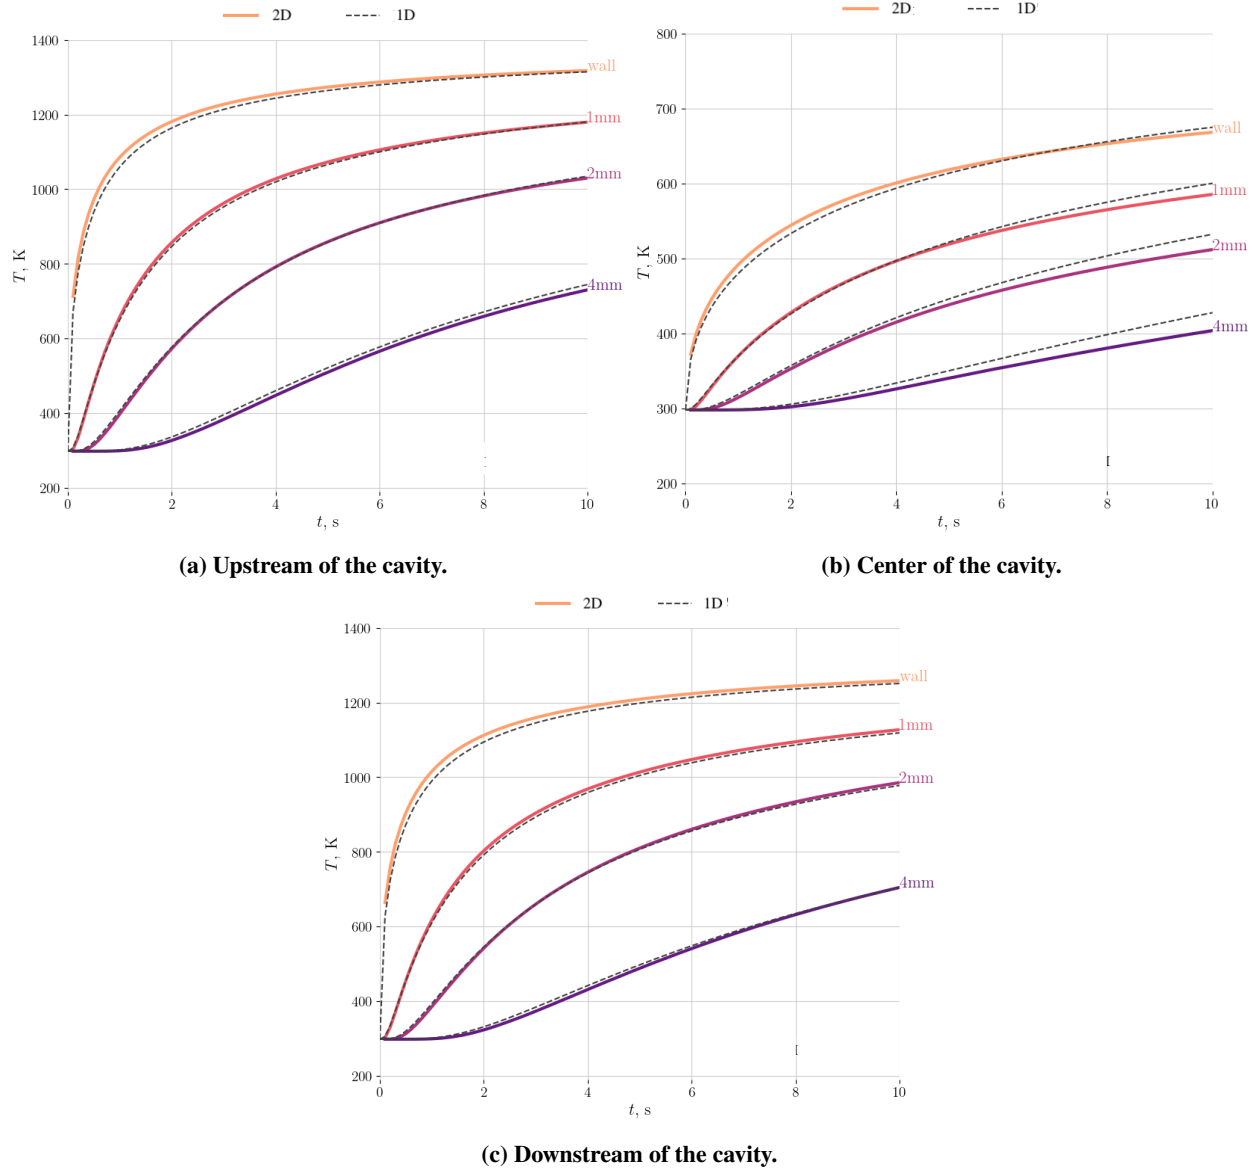 2D 1D
1400
1200
1000
800
600
400
200
T, K
wall
1mm
2mm
4mm
0 2 4 6 8 10
t, s
(a) Upstream of the cavity.
2D 1D
800
700
600
500
400
300
200
T, K
wall
1mm
2mm
4mm
0 2 4 6 8 10
t, s
(b) Center of the cavity.
2D 1D
1400
1200
1000
800
600
400
200
T, K
wall
1mm
2mm
4mm
0 2 4 6 8 10
t, s
(c) Downstream of the cavity.